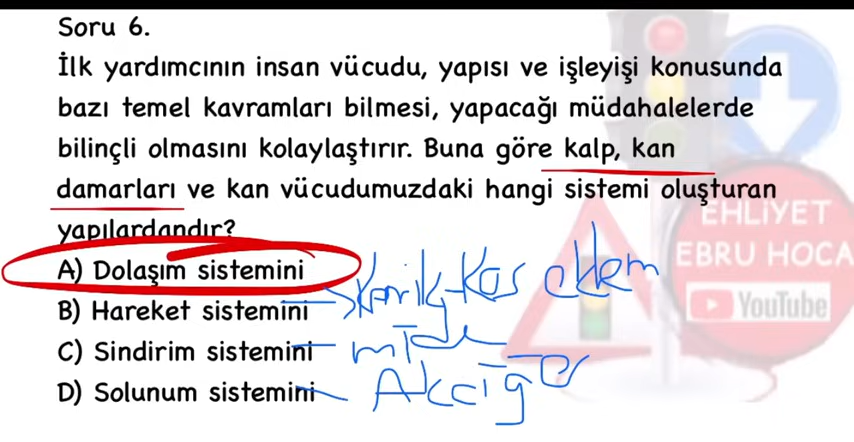 Soru 6.
İlk yardımcının insan vücudu, yapısı ve işleyişi konusunda
bazı temel kavramları bilmesi, yapacağı müdahalelerde
bilinçli olmasını kolaylaştırır. Buna göre kalp, kan
damarları ve kan vücudumuzdaki hangi sistemi oluşturan
yapılardandır?
A) Dolaşım sistemini
B) Hareket sistemini Kemik-Kas eklem
C) Sindirim sistemini mide
D) Solunum sistemini Akciğer
EHLİYET
EBRU HOCA
YouTube